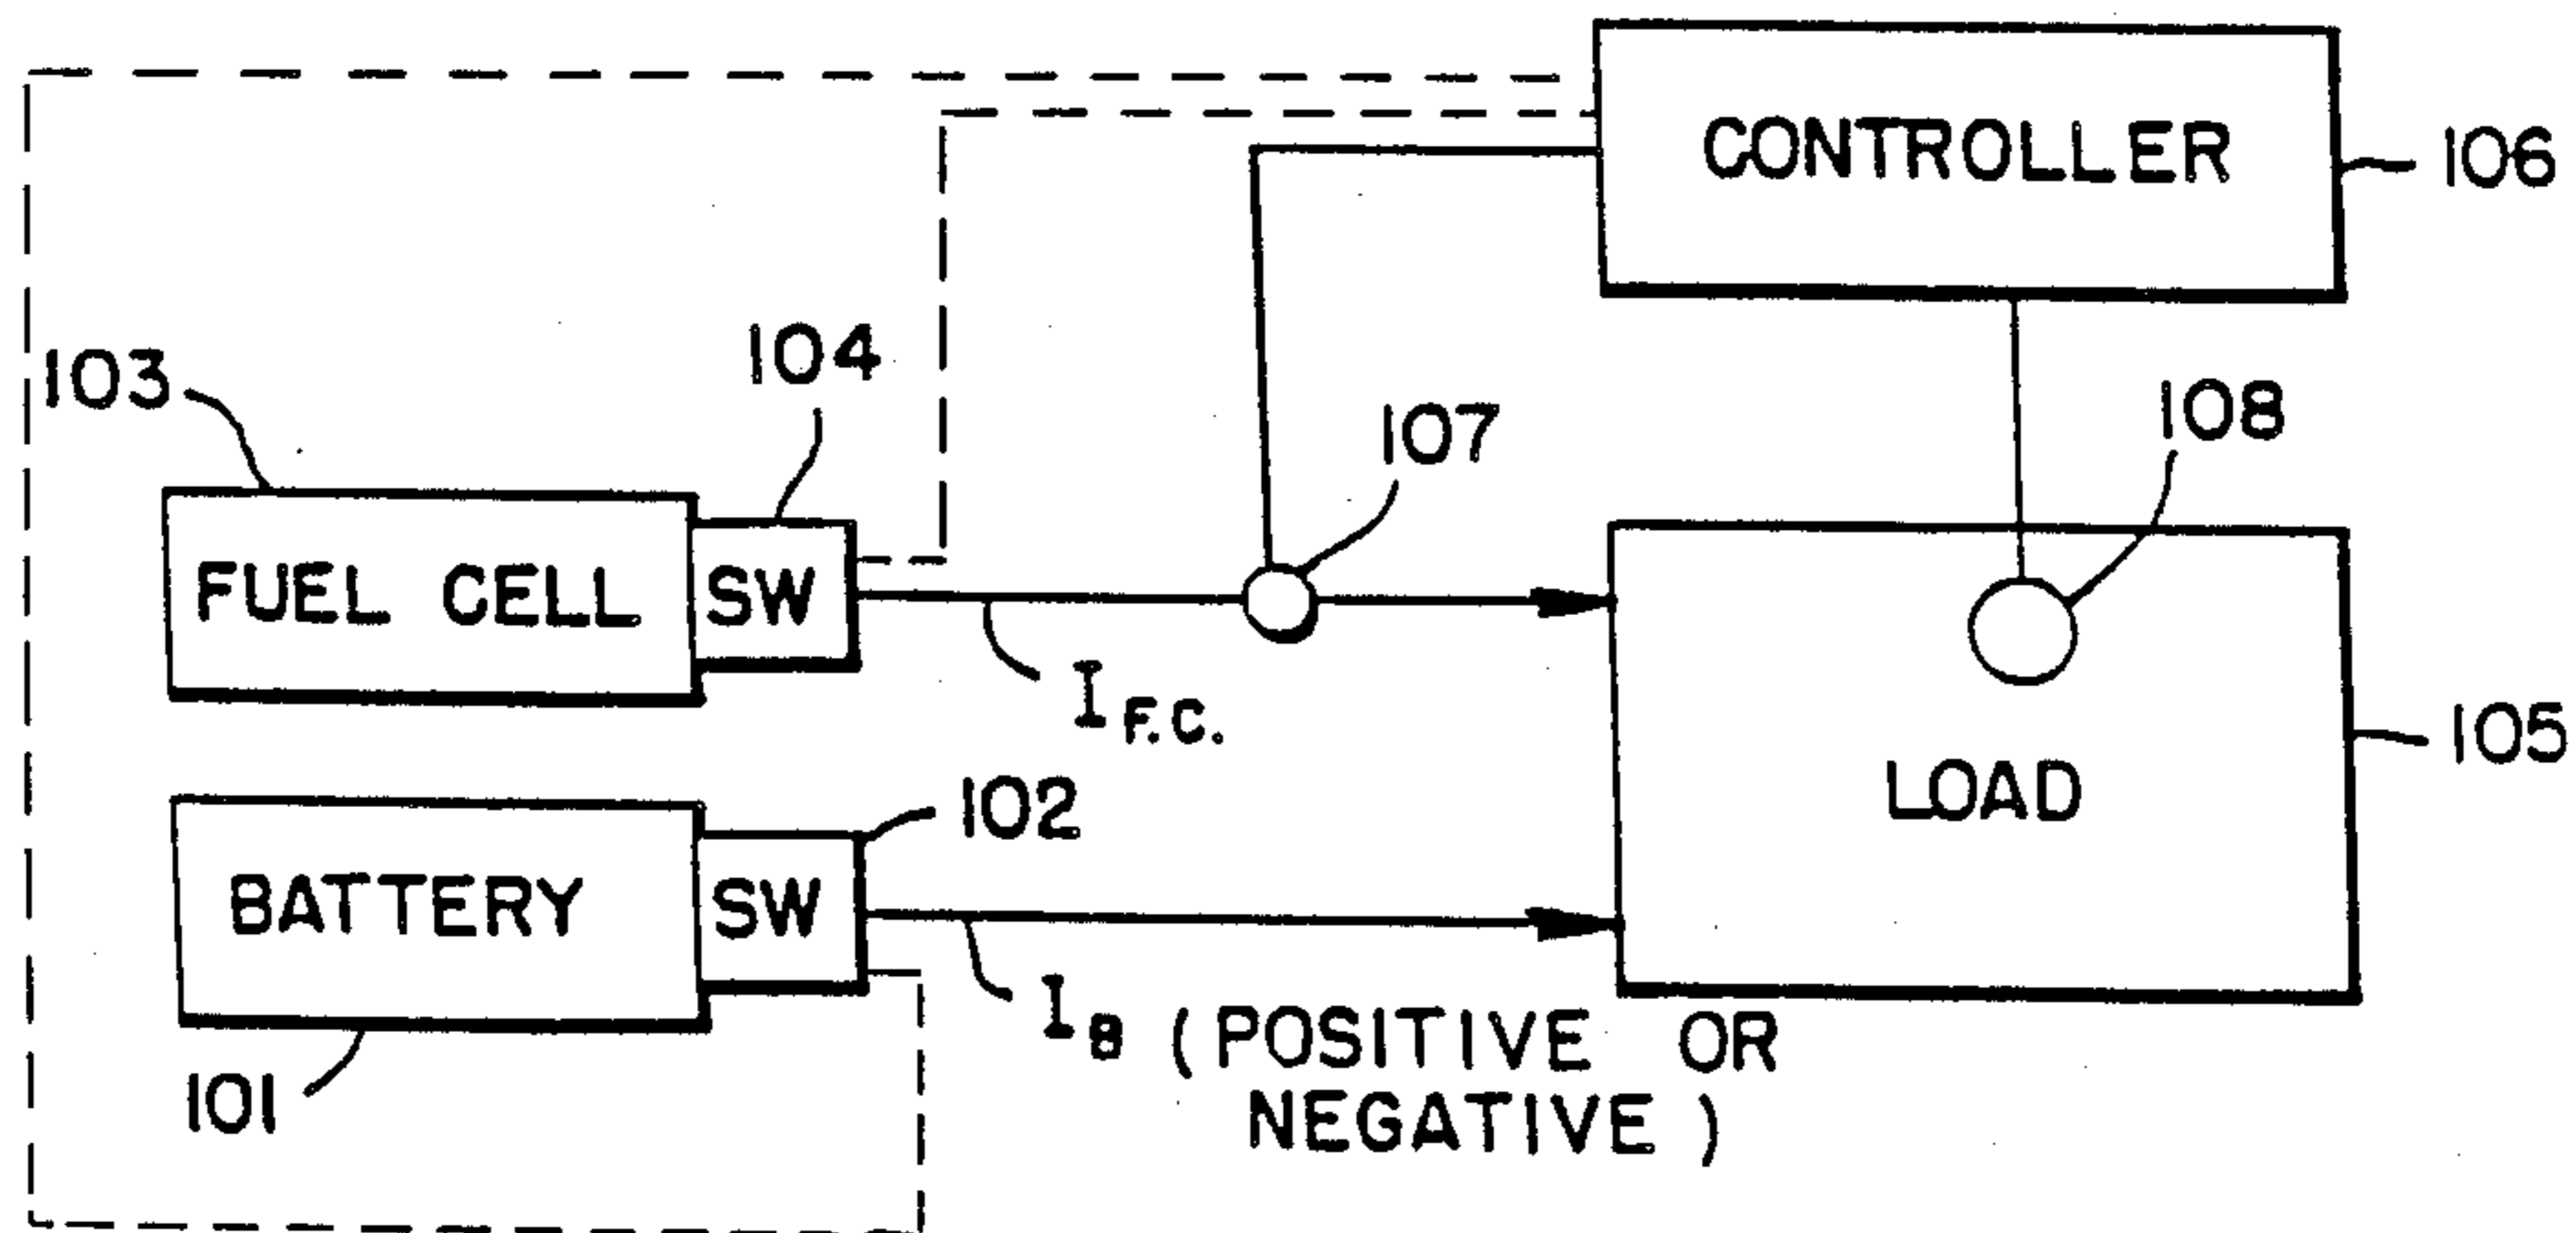 CONTROLLER
106
103
104
107
108
FUEL CELL
SW
I F.C.
LOAD
105
BATTERY
SW
102
101
I B (POSITIVE OR
NEGATIVE)